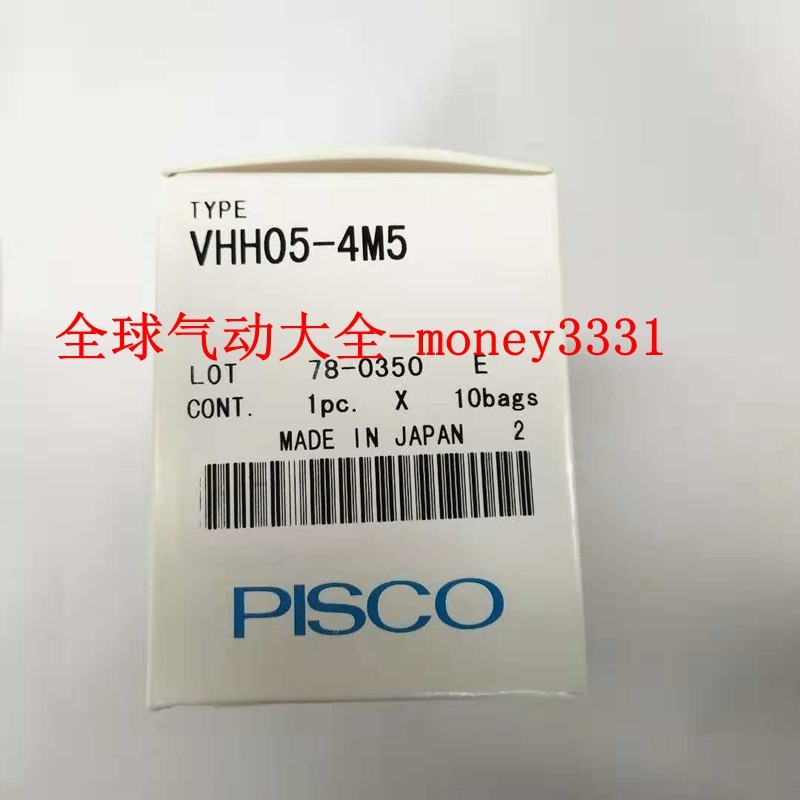 TYPE
VHH05-4M5
全球气动大全-money3331
LOT 78-0350 E
CONT. 1pc. X 10bags
MADE IN JAPAN 2
PISCO